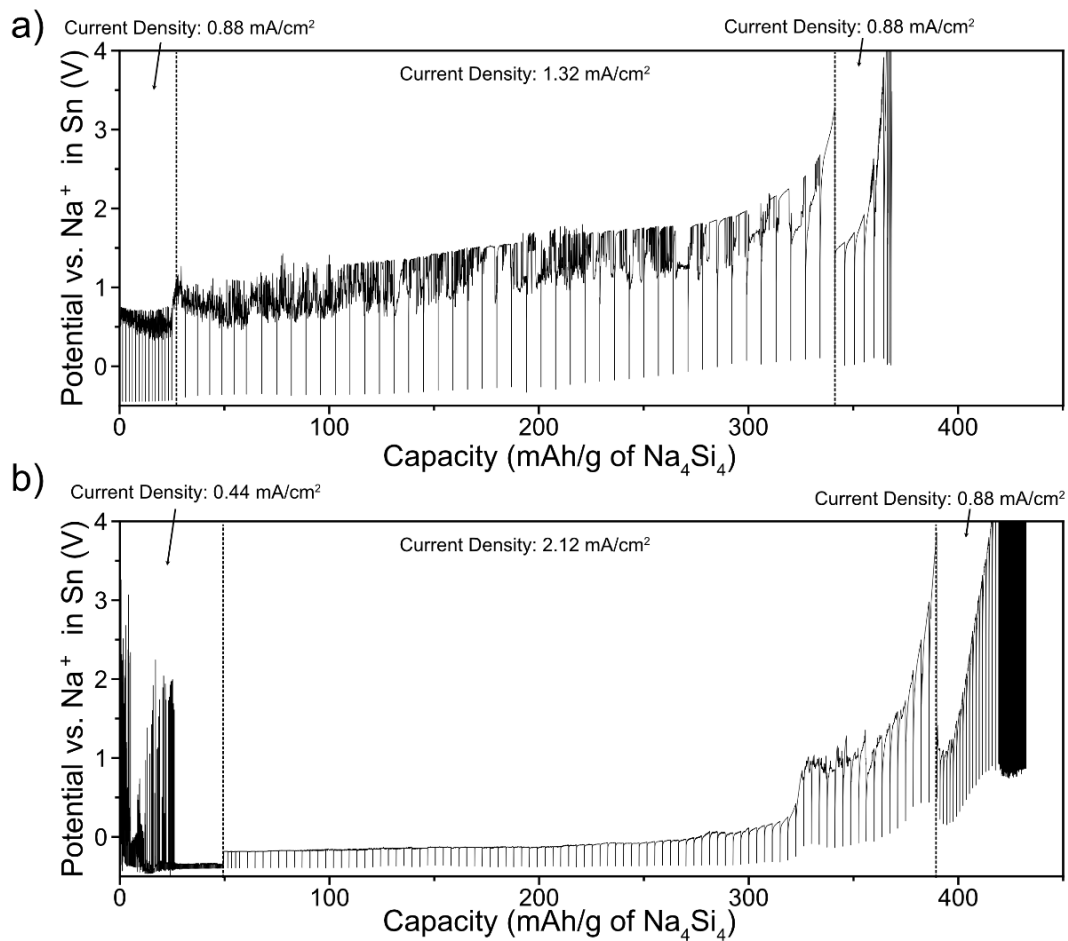 a)
Current Density: 0.88 mA/cm²
Current Density: 0.88 mA/cm²
Current Density: 1.32 mA/cm²
Potential vs. Na⁺ in Sn (V)
4
3
2
1
0
0 100 200 300 400
Capacity (mAh/g of Na₄Si₄)
b)
Current Density: 0.44 mA/cm²
Current Density: 0.88 mA/cm²
Current Density: 2.12 mA/cm²
Potential vs. Na⁺ in Sn (V)
4
3
2
1
0
0 100 200 300 400
Capacity (mAh/g of Na₄Si₄)